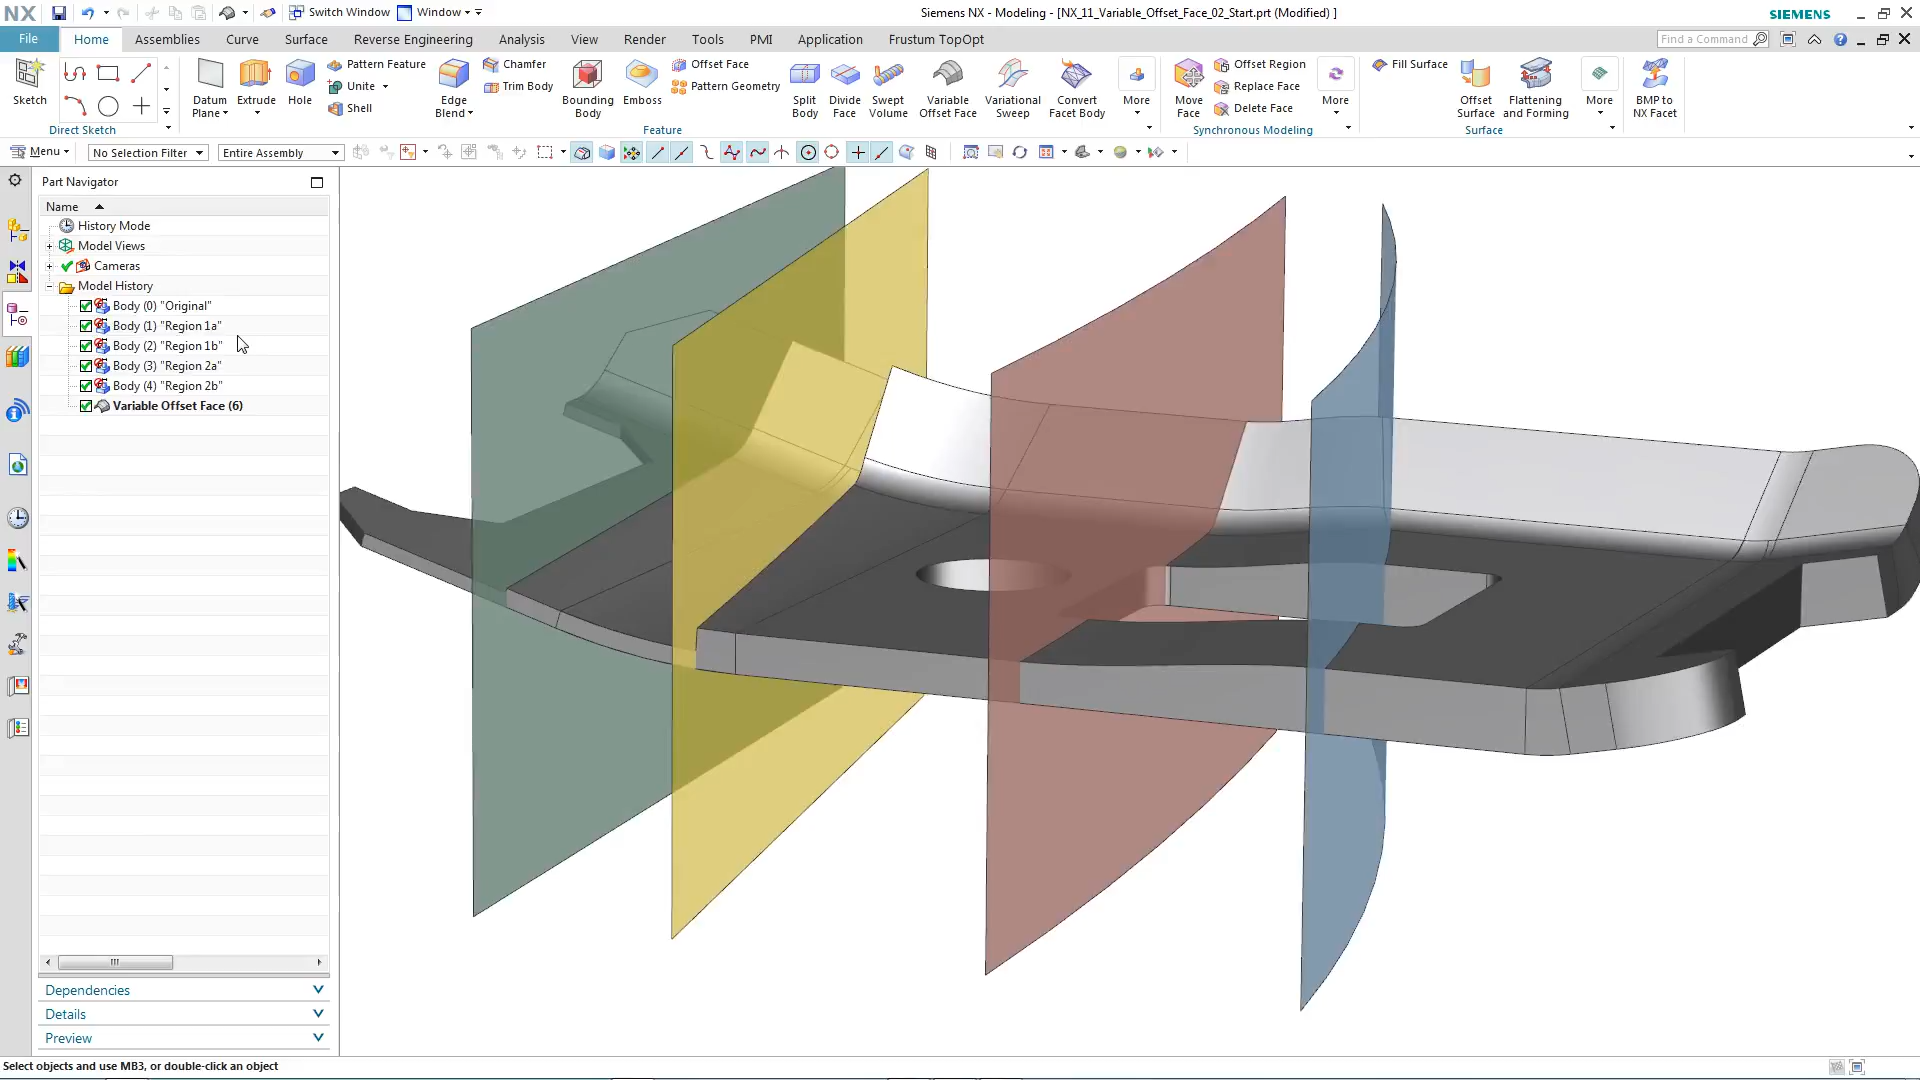 NX Switch Window Window Siemens NX - Modeling - [NX_11_Variable_Offset_Face_02_Start.prt (Modified) ] SIEMENS
File Home Assemblies Curve Surface Reverse Engineering Analysis View Render Tools PMI Application Frustum TopOpt Find a Command
Sketch
Direct Sketch
Datum Plane
Extrude
Hole
Pattern Feature
Unite
Shell
Edge Blend
Chamfer
Trim Body
Bounding Body
Emboss
Offset Face
Pattern Geometry
Split Body
Divide Face
Swept Volume
Variable Offset Face
Variational Sweep
Convert Facet Body
More
Feature
Move Face
Offset Region
Replace Face
Delete Face
More
Synchronous Modeling
Fill Surface
Offset Surface
Flattening and Forming
More
Surface
BMP to NX Facet
Menu No Selection Filter Entire Assembly
Part Navigator
Name
History Mode
Model Views
Cameras
Model History
Body (0) "Original"
Body (1) "Region 1a"
Body (2) "Region 1b"
Body (3) "Region 2a"
Body (4) "Region 2b"
Variable Offset Face (6)
Dependencies
Details
Preview
Select objects and use MB3, or double-click an object